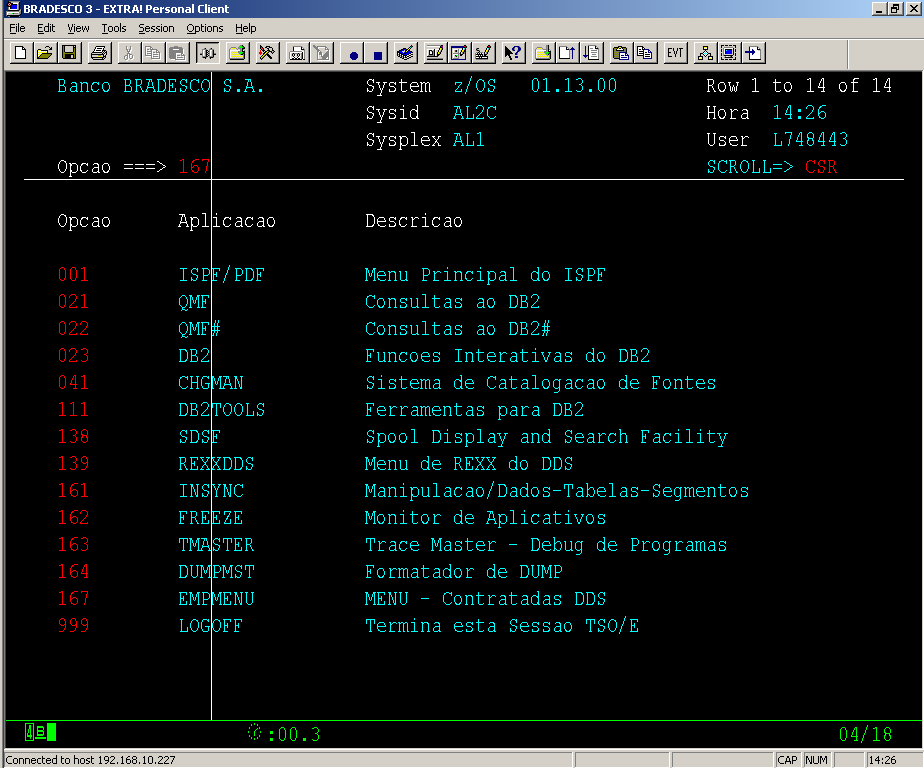 BRADESCO 3 - EXTRA! Personal Client
File Edit View Tools Session Options Help
EVT
Banco BRADESCO S.A. System z/OS 01.13.00 Row 1 to 14 of 14
Sysid AL2C Hora 14:26
Sysplex AL1 User L748443
Opcao ===> 167 SCROLL=> CSR
Opcao Aplicacao Descricao
001 ISPF/PDF Menu Principal do ISPF
021 QMF Consultas ao DB2
022 QMF# Consultas ao DB2#
023 DB2 Funcoes Interativas do DB2
041 CHGMAN Sistema de Catalogacao de Fontes
111 DB2TOOLS Ferramentas para DB2
138 SDSF Spool Display and Search Facility
139 REXXDDS Menu de REXX do DDS
161 INSYNC Manipulacao/Dados-Tabelas-Segmentos
162 FREEZE Monitor de Aplicativos
163 TMASTER Trace Master - Debug de Programas
164 DUMPMST Formatador de DUMP
167 EMPMENU MENU - Contratadas DDS
999 LOGOFF Termina esta Sessao TSO/E
4B :00.3 04/18
Connected to host 192.168.10.227 CAP NUM 14:26